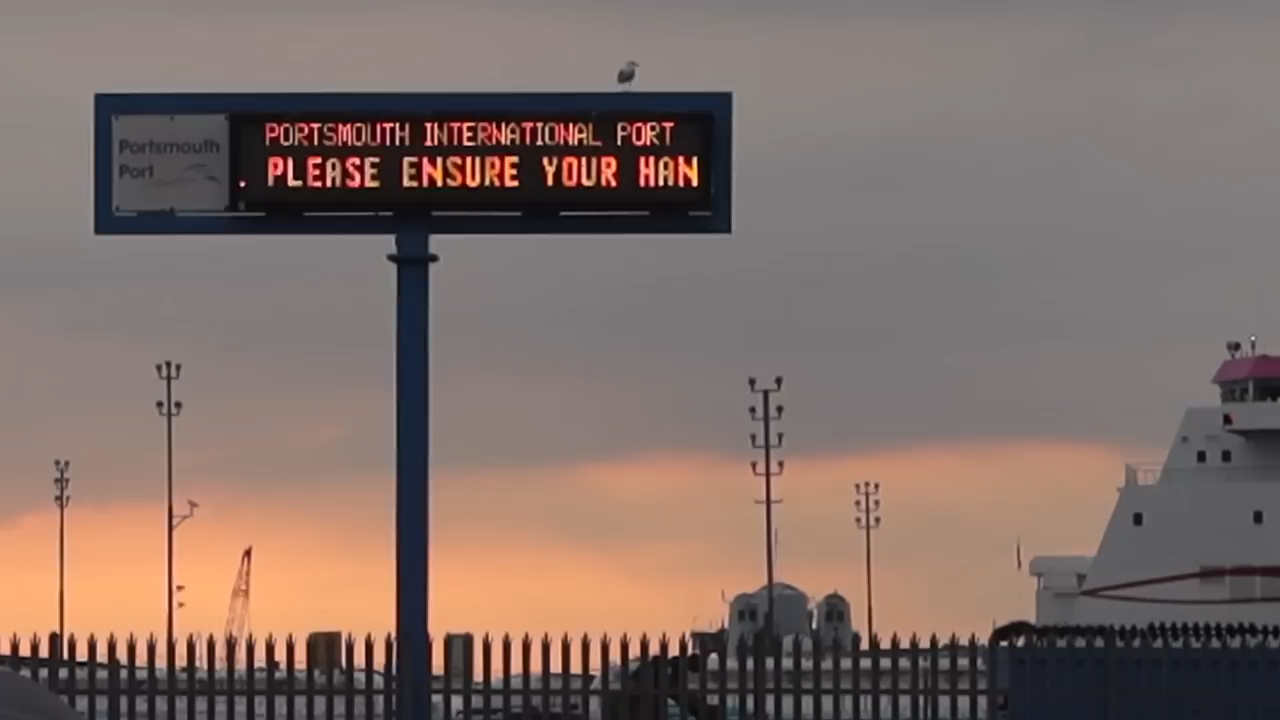 Portsmouth
Port
PORTSMOUTH INTERNATIONAL PORT
. PLEASE ENSURE YOUR HAN